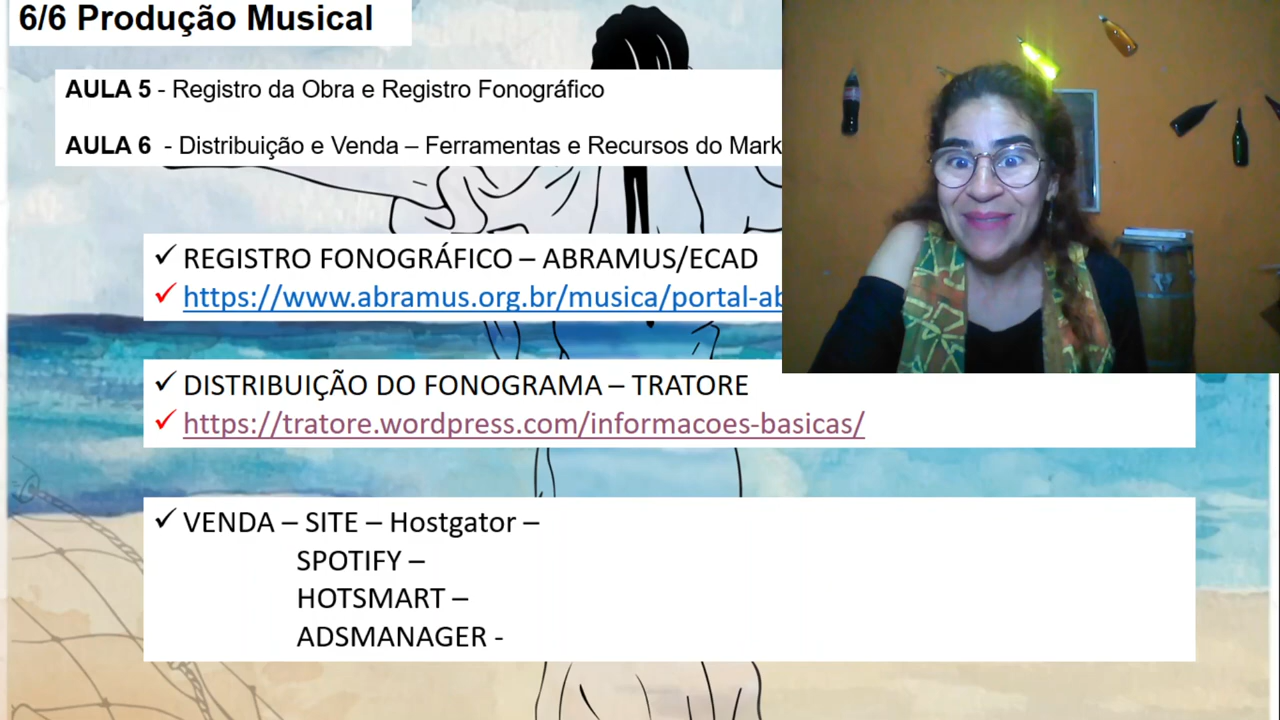 6/6 Produção Musical
AULA 5 - Registro da Obra e Registro Fonográfico
AULA 6 - Distribuição e Venda – Ferramentas e Recursos do Mark
✓ REGISTRO FONOGRÁFICO – ABRAMUS/ECAD
✓ https://www.abramus.org.br/musica/portal-ab
✓ DISTRIBUIÇÃO DO FONOGRAMA – TRATORE
✓ https://tratore.wordpress.com/informacoes-basicas/
✓ VENDA – SITE – Hostgator –
SPOTIFY –
HOTSMART –
ADSMANAGER -